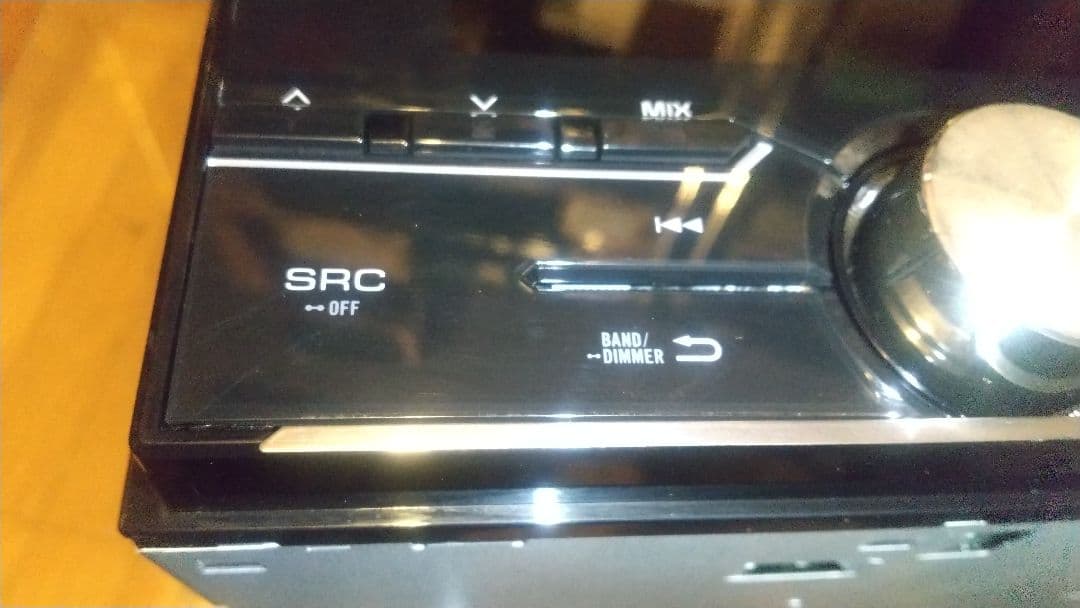 MIX
SRC
OFF
BAND/
DIMMER